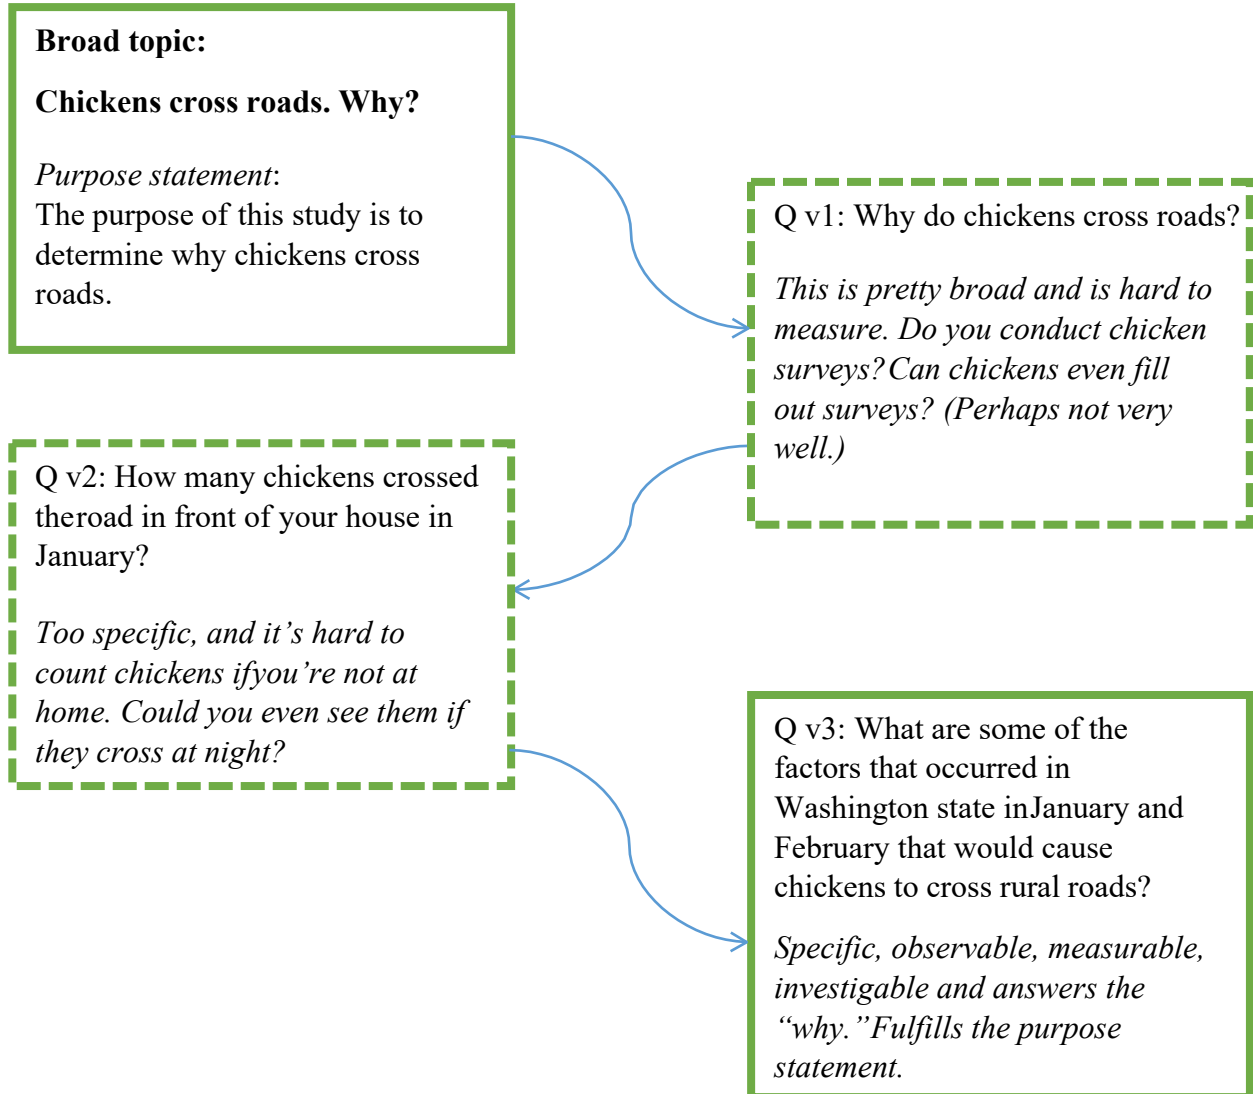 Broad topic:
Chickens cross roads. Why?
Purpose statement:
The purpose of this study is to
determine why chickens cross
roads.
Q v1: Why do chickens cross roads?
This is pretty broad and is hard to
measure. Do you conduct chicken
surveys? Can chickens even fill
out surveys? (Perhaps not very
well.)
Q v2: How many chickens crossed
theroad in front of your house in
January?
Too specific, and it’s hard to
count chickens ifyou’re not at
home. Could you even see them if
they cross at night?
Q v3: What are some of the
factors that occurred in
Washington state inJanuary and
February that would cause
chickens to cross rural roads?
Specific, observable, measurable,
investigable and answers the
“why.”Fulfills the purpose
statement.